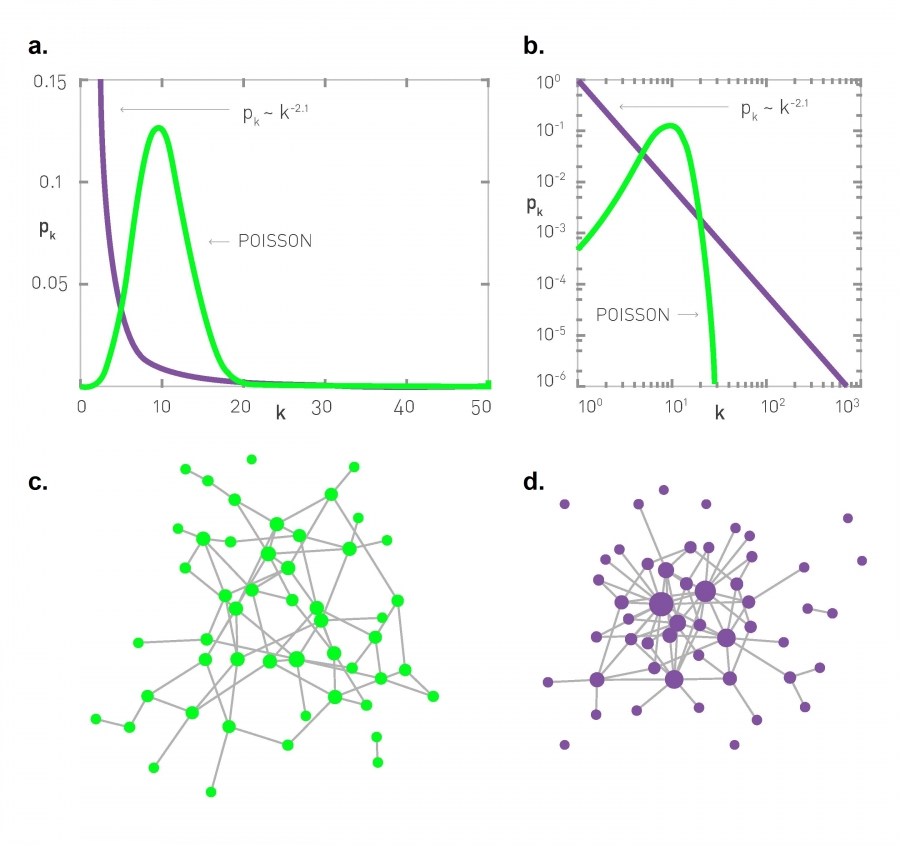 a.
0.15
0.1
0.05
pₖ
pₖ ~ k⁻²·¹
POISSON
0
10
20
30
40
50
k
b.
10⁰
10⁻¹
10⁻²
10⁻³
10⁻⁴
10⁻⁵
10⁻⁶
pₖ
pₖ ~ k⁻²·¹
POISSON
10⁰
10¹
10²
10³
k
c.
d.